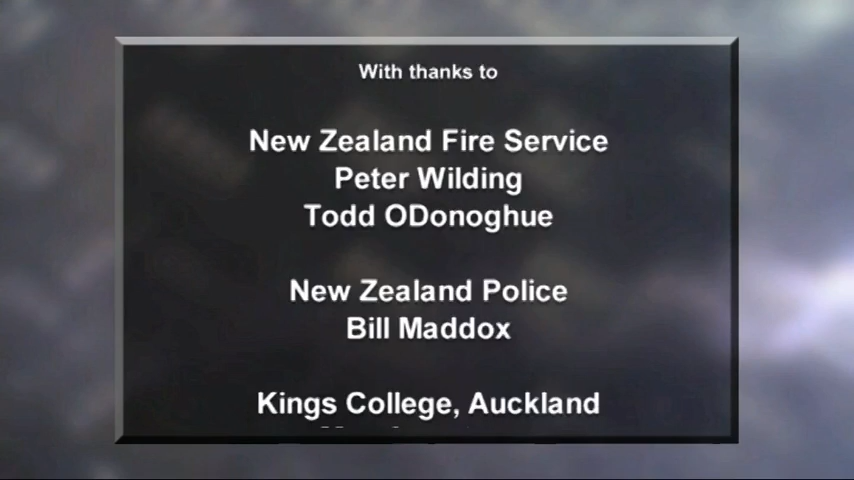 With thanks to
New Zealand Fire Service
Peter Wilding
Todd ODonoghue
New Zealand Police
Bill Maddox
Kings College, Auckland